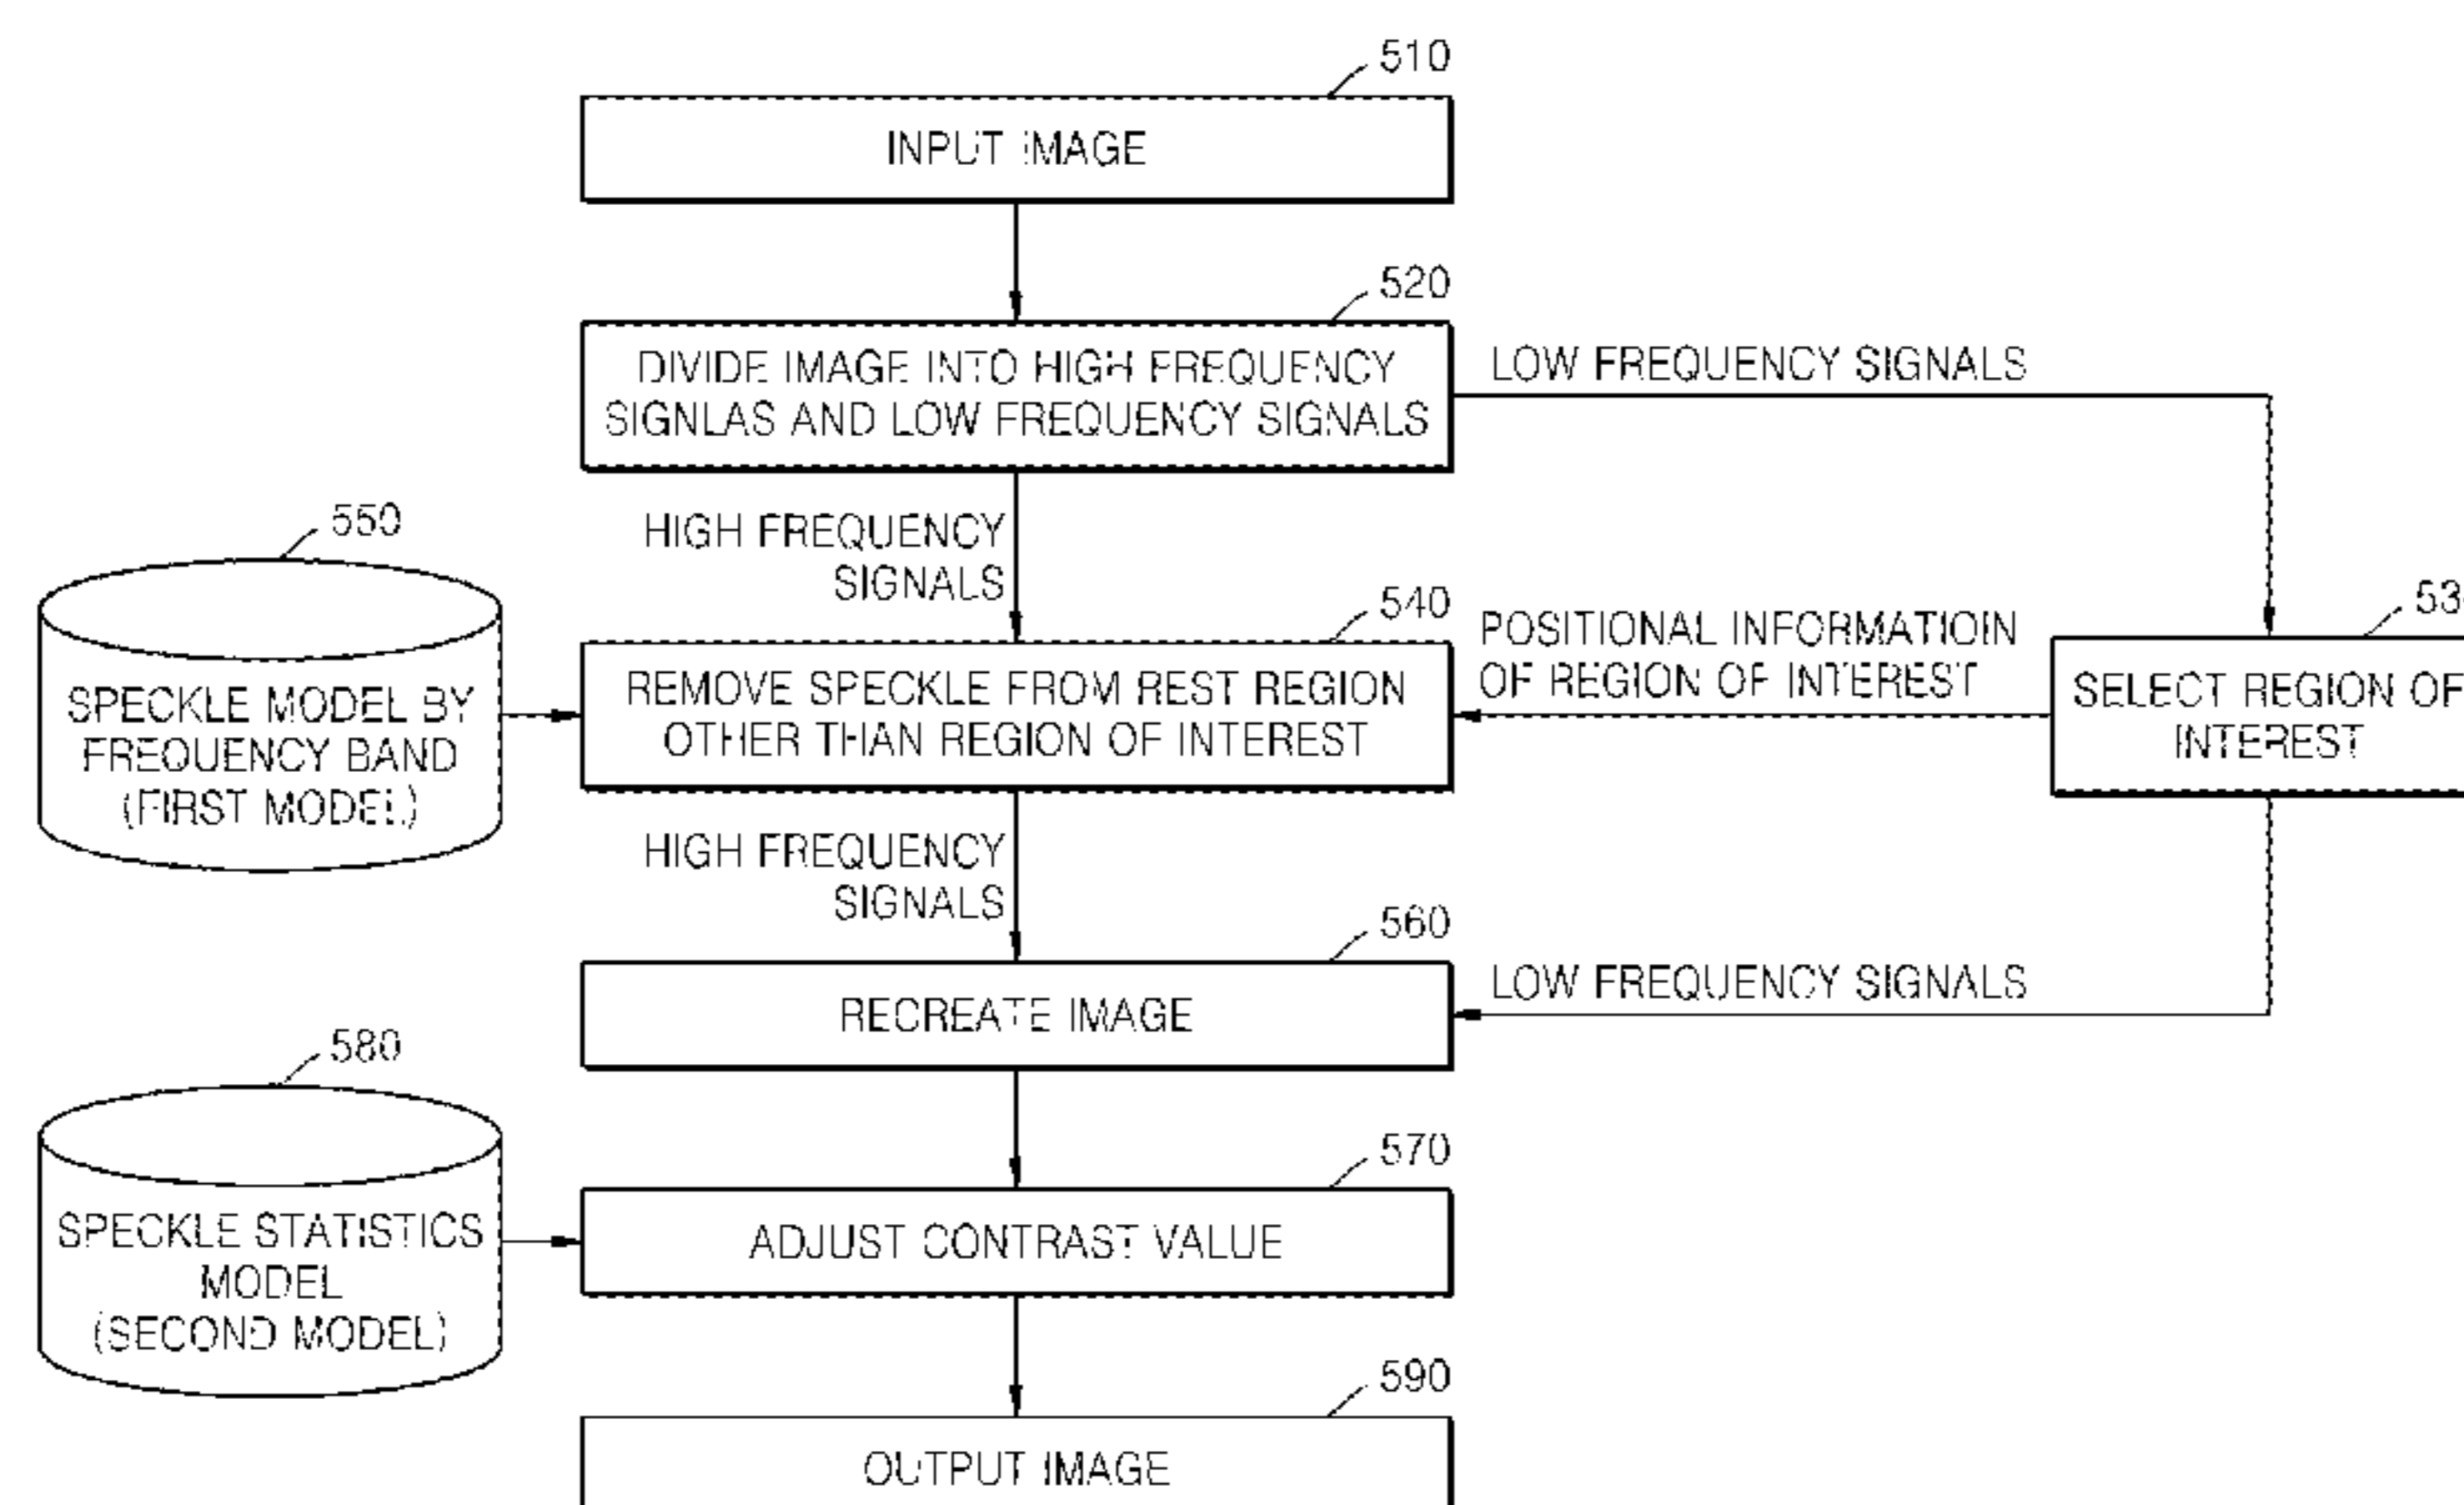 510
INPUT IMAGE
520
DIVIDE IMAGE INTO HIGH FREQUENCY
SIGNLAS AND LOW FREQUENCY SIGNALS
LOW FREQUENCY SIGNALS
550
HIGH FREQUENCY
SIGNALS
540
POSITIONAL INFORMATIOIN
OF REGION OF INTEREST
53
SPECKLE MODEL BY
FREQUENCY BAND
(FIRST MODEL)
REMOVE SPECKLE FROM REST REGION
OTHER THAN REGION OF INTEREST
SELECT REGION OF
INTEREST
HIGH FREQUENCY
SIGNALS
560
RECREATE IMAGE
LOW FREQUENCY SIGNALS
580
570
SPECKLE STATISTICS
MODEL
(SECOND MODEL)
ADJUST CONTRAST VALUE
590
OUTPUT IMAGE